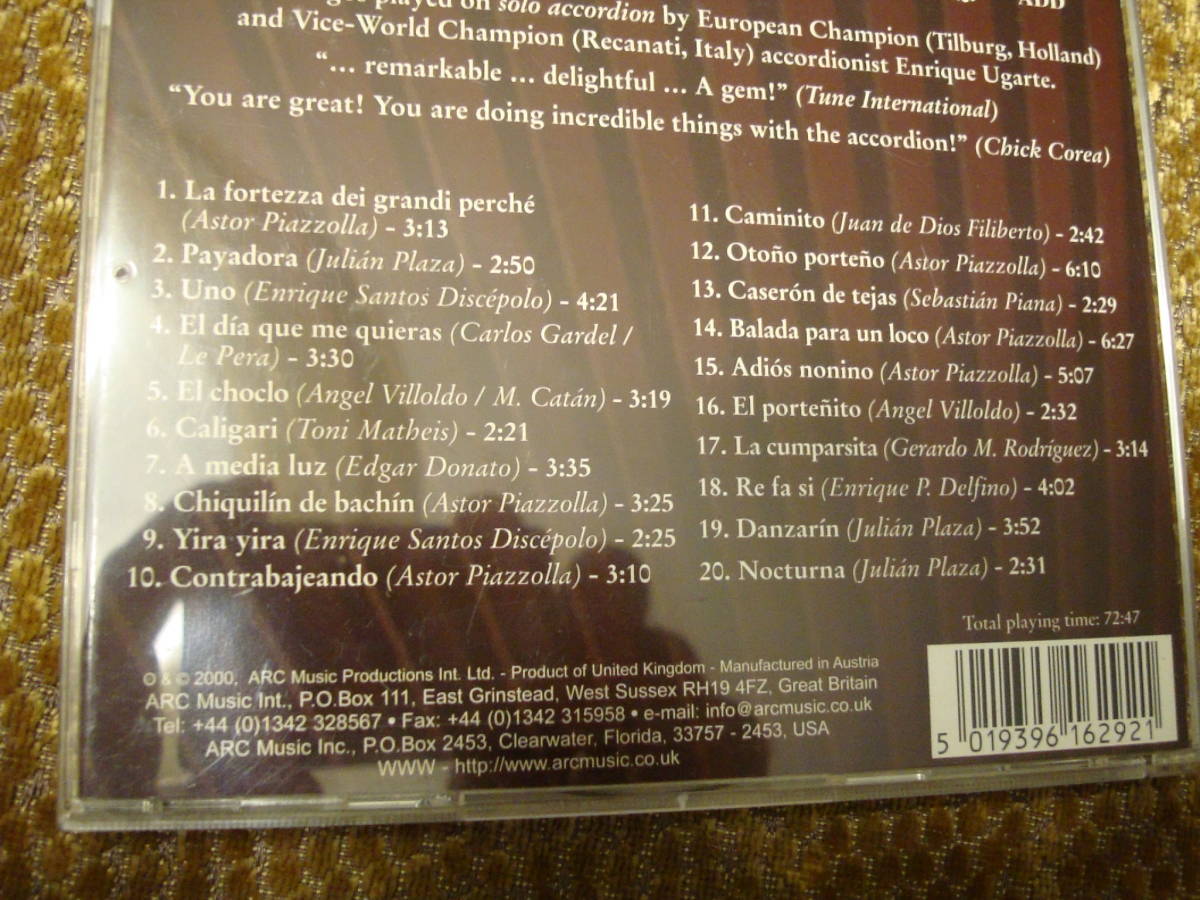 ADD
played on solo accordion by European Champion (Tilburg, Holland)
and Vice-World Champion (Recanati, Italy) accordionist Enrique Ugarte.
“... remarkable ... delightful ... A gem!” (Tune International)
“You are great! You are doing incredible things with the accordion!” (Chick Corea)
1. La fortezza dei grandi perché
(Astor Piazzolla) - 3:13
2. Payadora (Julián Plaza) - 2:50
3. Uno (Enrique Santos Discépolo) - 4:21
4. El día que me quieras (Carlos Gardel /
Le Pera) - 3:30
5. El choclo (Angel Villoldo / M. Catán) - 3:19
6. Caligari (Toni Matheis) - 2:21
7. A media luz (Edgar Donato) - 3:35
8. Chiquilín de bachín (Astor Piazzolla) - 3:25
9. Yira yira (Enrique Santos Discépolo) - 2:25
10. Contrabajeando (Astor Piazzolla) - 3:10
11. Caminito (Juan de Dios Filiberto) - 2:42
12. Otoño porteño (Astor Piazzolla) - 6:10
13. Caserón de tejas (Sebastián Piana) - 2:29
14. Balada para un loco (Astor Piazzolla) - 6:27
15. Adiós nonino (Astor Piazzolla) - 5:07
16. El porteñito (Angel Villoldo) - 2:32
17. La cumparsita (Gerardo M. Rodríguez) - 3:14
18. Re fa si (Enrique P. Delfino) - 4:02
19. Danzarín (Julián Plaza) - 3:52
20. Nocturna (Julián Plaza) - 2:31
Total playing time: 72:47
℗ & © 2000, ARC Music Productions Int. Ltd. - Product of United Kingdom - Manufactured in Austria
ARC Music Int., P.O.Box 111, East Grinstead, West Sussex RH19 4FZ, Great Britain
Tel: +44 (0)1342 328567 • Fax: +44 (0)1342 315958 • e-mail: info@arcmusic.co.uk
ARC Music Inc., P.O.Box 2453, Clearwater, Florida, 33757 - 2453, USA
WWW - http://www.arcmusic.co.uk
5 019396 162921